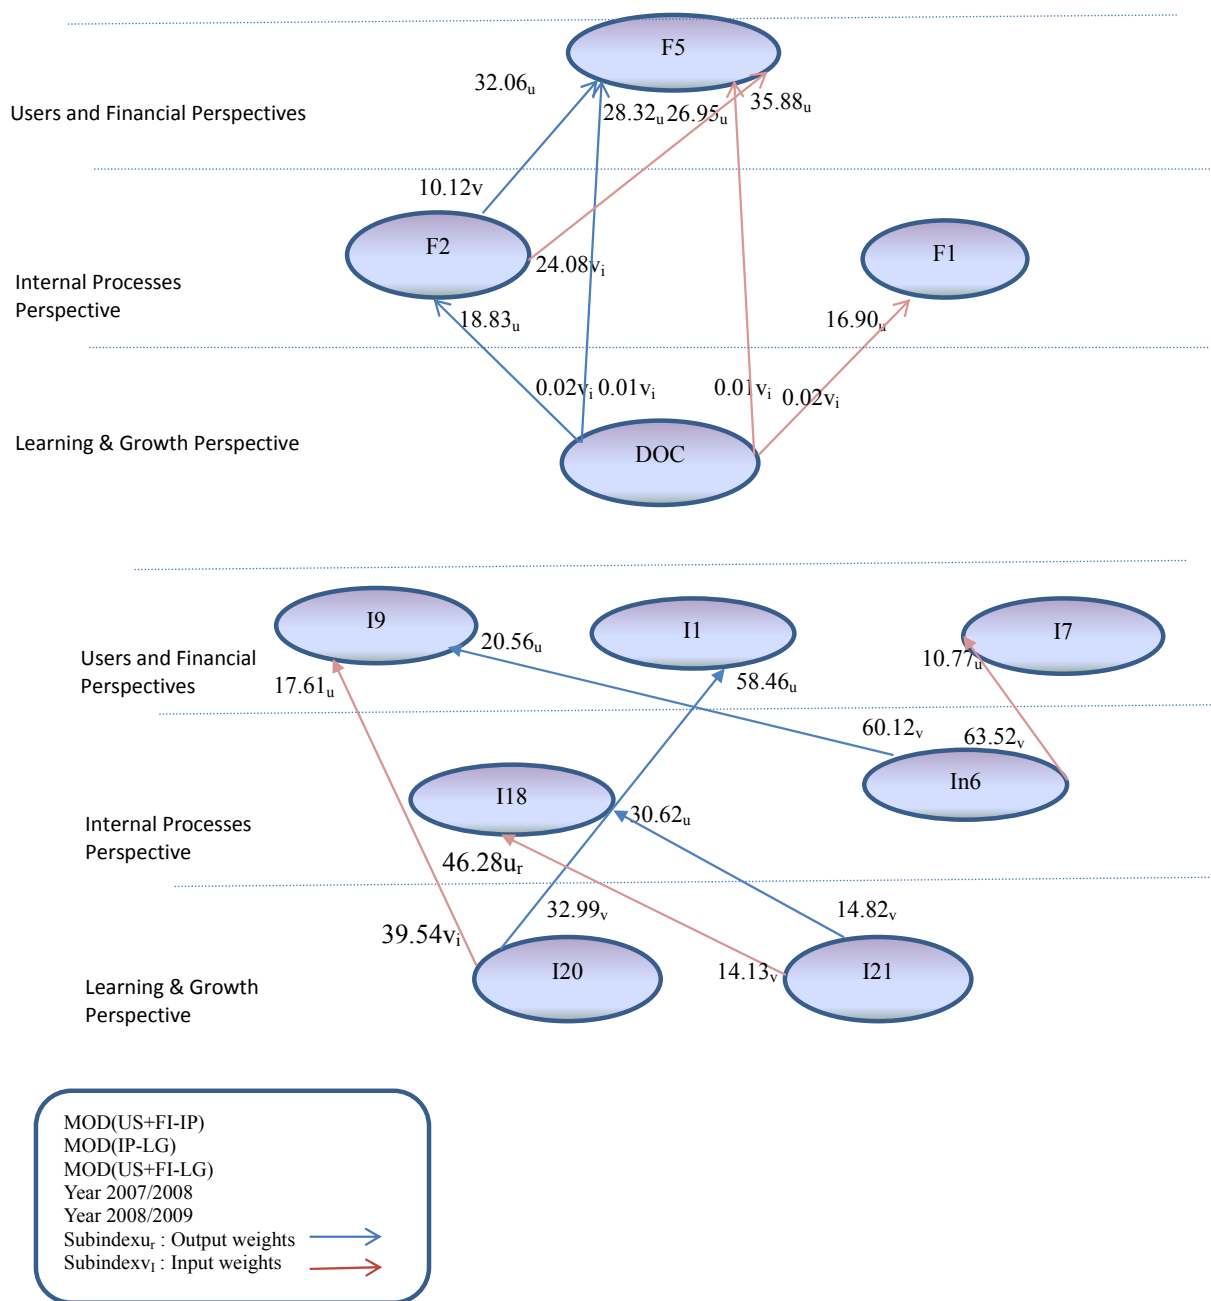 F5
32.06u
28.32u 26.95u
35.88u
Users and Financial Perspectives
10.12v
F2
F1
24.08vi
Internal Processes
Perspective
18.83u
16.90u
0.02vi 0.01vi
0.01vi
0.02vi
Learning & Growth Perspective
DOC
I9
I1
I7
20.56u
10.77u
Users and Financial
Perspectives
17.61u
58.46u
60.12v
63.52v
In6
I18
30.62u
Internal Processes
Perspective
46.28ur
32.99v
14.82v
39.54vi
I20
14.13v
I21
Learning & Growth
Perspective
MOD(US+FI-IP)
MOD(IP-LG)
MOD(US+FI-LG)
Year 2007/2008
Year 2008/2009
Subindexur : Output weights
SubindexvI : Input weights